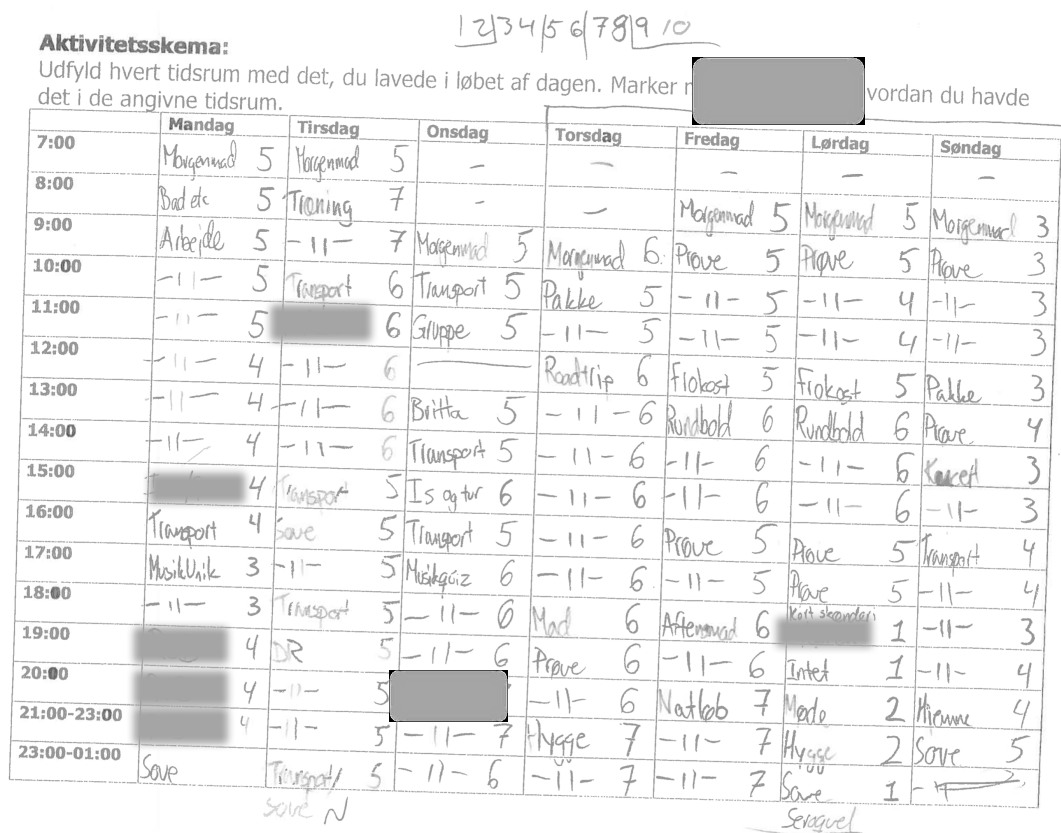 1 2 3 4 5 6 7 8 9 10
Aktivitetsskema:
Udfyld hvert tidsrum med det, du lavede i løbet af dagen. Marker vordan du havde
det i de angivne tidsrum.
Mandag Tirsdag Onsdag Torsdag Fredag Lørdag Søndag
7:00 Morgenmad 5 Morgenmad 5 – – – – –
8:00 Bad etc 5 Træning 7 – – Morgenmad 5 Morgenmad 5 Morgenmad 3
9:00 Arbejde 5 -11- 7 Morgenmad 5 Morgenmad 6 Prøve 5 Prøve 5 Prøve 3
10:00 -11- 5 Transport 6 Transport 5 Pakke 5 -11- 5 -11- 4 -11- 3
11:00 -11- 5 6 Gruppe 5 -11- 5 -11- 5 -11- 4 -11- 3
12:00 -11- 4 -11- 6 — Roadtrip 6 Frokost 5 Frokost 5 Pakke 3
13:00 -11- 4 -11- 6 Britta 5 -11- 6 Rundbold 6 Rundbold 6 Prøve 4
14:00 -11- 4 -11- 6 Transport 5 -11- 6 -11- 6 -11- 6 Koncert 3
15:00 4 Transport 5 Is og tur 6 -11- 6 -11- 6 -11- 6 -11- 3
16:00 Transport 4 Sove 5 Transport 5 -11- 6 Prøve 5 Prøve 5 Transport 4
17:00 MusikUnik 3 -11- 5 Musikquiz 6 -11- 6 -11- 5 Prøve 5 -11- 4
18:00 -11- 3 Transport 5 -11- 6 Mad 6 Aftensmad 6 Kort skænderi 1 -11- 3
19:00 4 DR 5 -11- 6 Prøve 6 -11- 6 Intet 1 -11- 4
20:00 4 -11- 5 -11- 6 Natløb 7 Møde 2 Hjemme 4
21:00-23:00 4 -11- 5 -11- 7 Hygge 7 -11- 7 Hygge 2 Sove 5
23:00-01:00 Sove Transport/ 5 -11- 6 -11- 7 -11- 7 Sove 1
sove N Seroquel